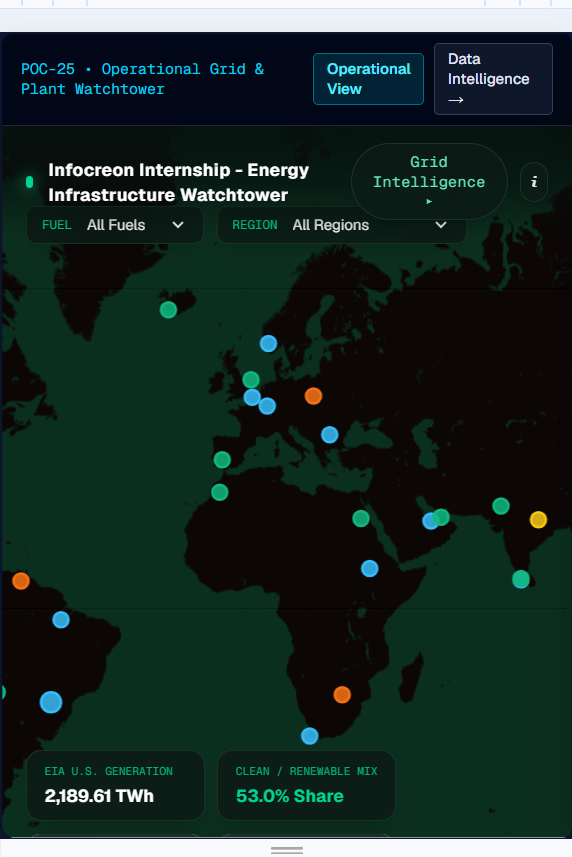 POC-25 • Operational Grid &
Plant Watchtower
Operational
View
Data
Intelligence
→
Infocreon Internship - Energy
Infrastructure Watchtower
Grid
Intelligence
▸
i
FUEL All Fuels
REGION All Regions
EIA U.S. GENERATION
2,189.61 TWh
CLEAN / RENEWABLE MIX
53.0% Share